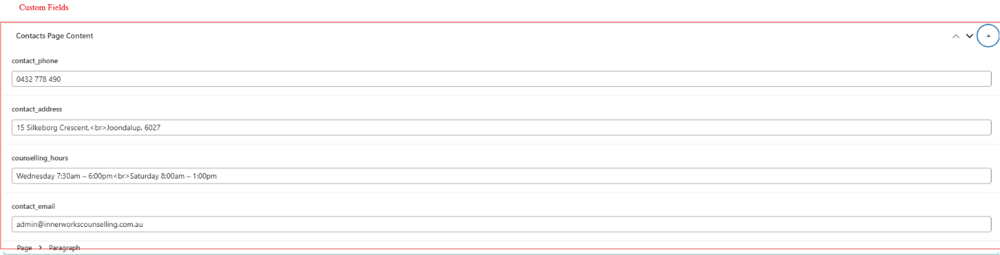 Custom Fields
Contacts Page Content
contact_phone
0432 778 490
contact_address
15 Silkeborg Crescent,<br>Joondalup, 6027
counselling_hours
Wednesday 7:30am – 6:00pm<br>Saturday 8:00am – 1:00pm
contact_email
admin@innerworkscounselling.com.au
Page > Paragraph